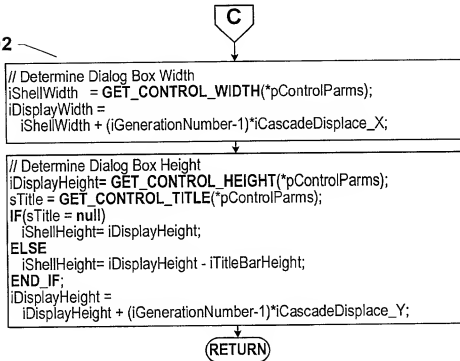 C
// Determine Dialog Box Width
iShellWidth = GET_CONTROL_WIDTH(*pControlParms);
iDisplayWidth =
iShellWidth + (iGenerationNumber-1)*iCascadeDisplace_X;
// Determine Dialog Box Height
iDisplayHeight= GET_CONTROL_HEIGHT(*pControlParms);
sTitle = GET_CONTROL_TITLE(*pControlParms);
IF(sTitle = null)
iShellHeight= iDisplayHeight;
ELSE
iShellHeight= iDisplayHeight - iTitleBarHeight;
END_IF;
iDisplayHeight =
iDisplayHeight + (iGenerationNumber-1)*iCascadeDisplace_Y;
RETURN